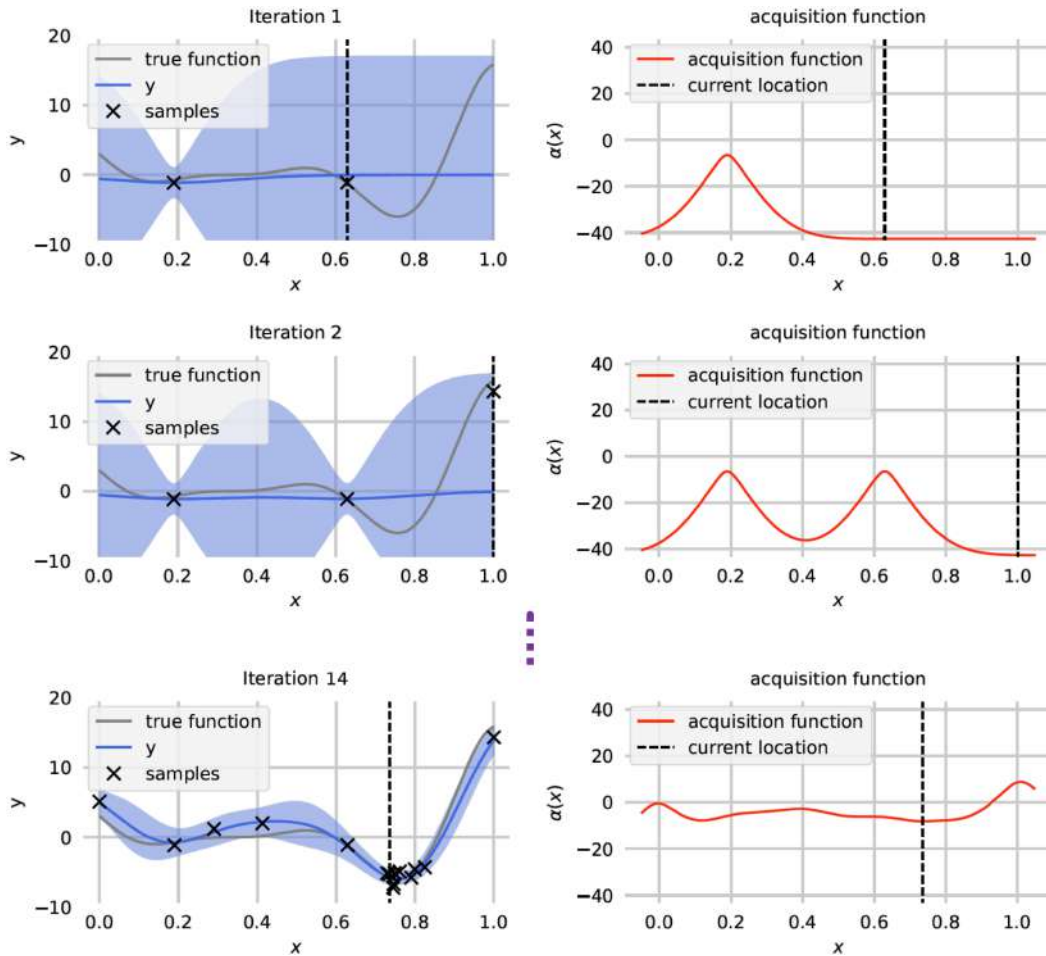 Iteration 1
acquisition function
20
10
0
−10
y
true function
y
samples
0.0 0.2 0.4 0.6 0.8 1.0
x
40
20
0
−20
−40
α(x)
acquisition function
current location
0.0 0.2 0.4 0.6 0.8 1.0
x
Iteration 2
acquisition function
20
10
0
−10
y
true function
y
samples
0.0 0.2 0.4 0.6 0.8 1.0
x
40
20
0
−20
−40
α(x)
acquisition function
current location
0.0 0.2 0.4 0.6 0.8 1.0
x
Iteration 14
acquisition function
20
10
0
−10
y
true function
y
samples
0.0 0.2 0.4 0.6 0.8 1.0
x
40
20
0
−20
−40
α(x)
acquisition function
current location
0.0 0.2 0.4 0.6 0.8 1.0
x